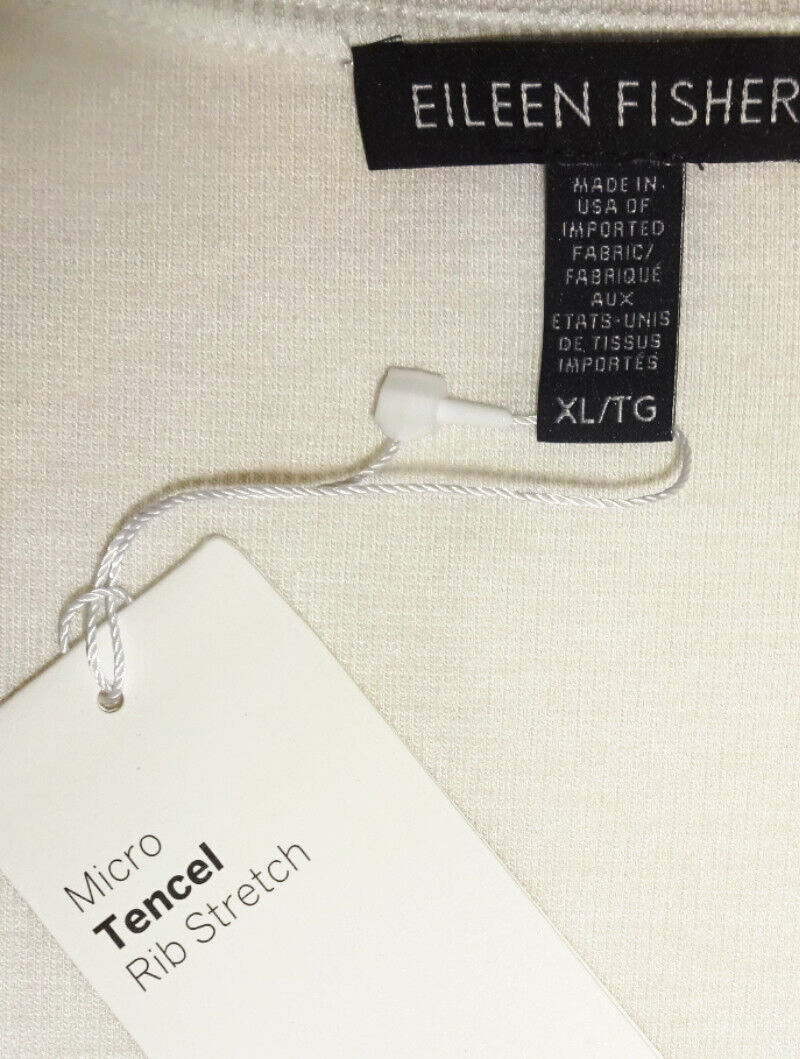 EILEEN FISHER
MADE IN
USA OF
IMPORTED
FABRIC/
FABRIQUÉ
AUX
ETATS-UNIS
DE TISSUS
IMPORTÉS
XL/TG
Micro
Tencel
Rib Stretch